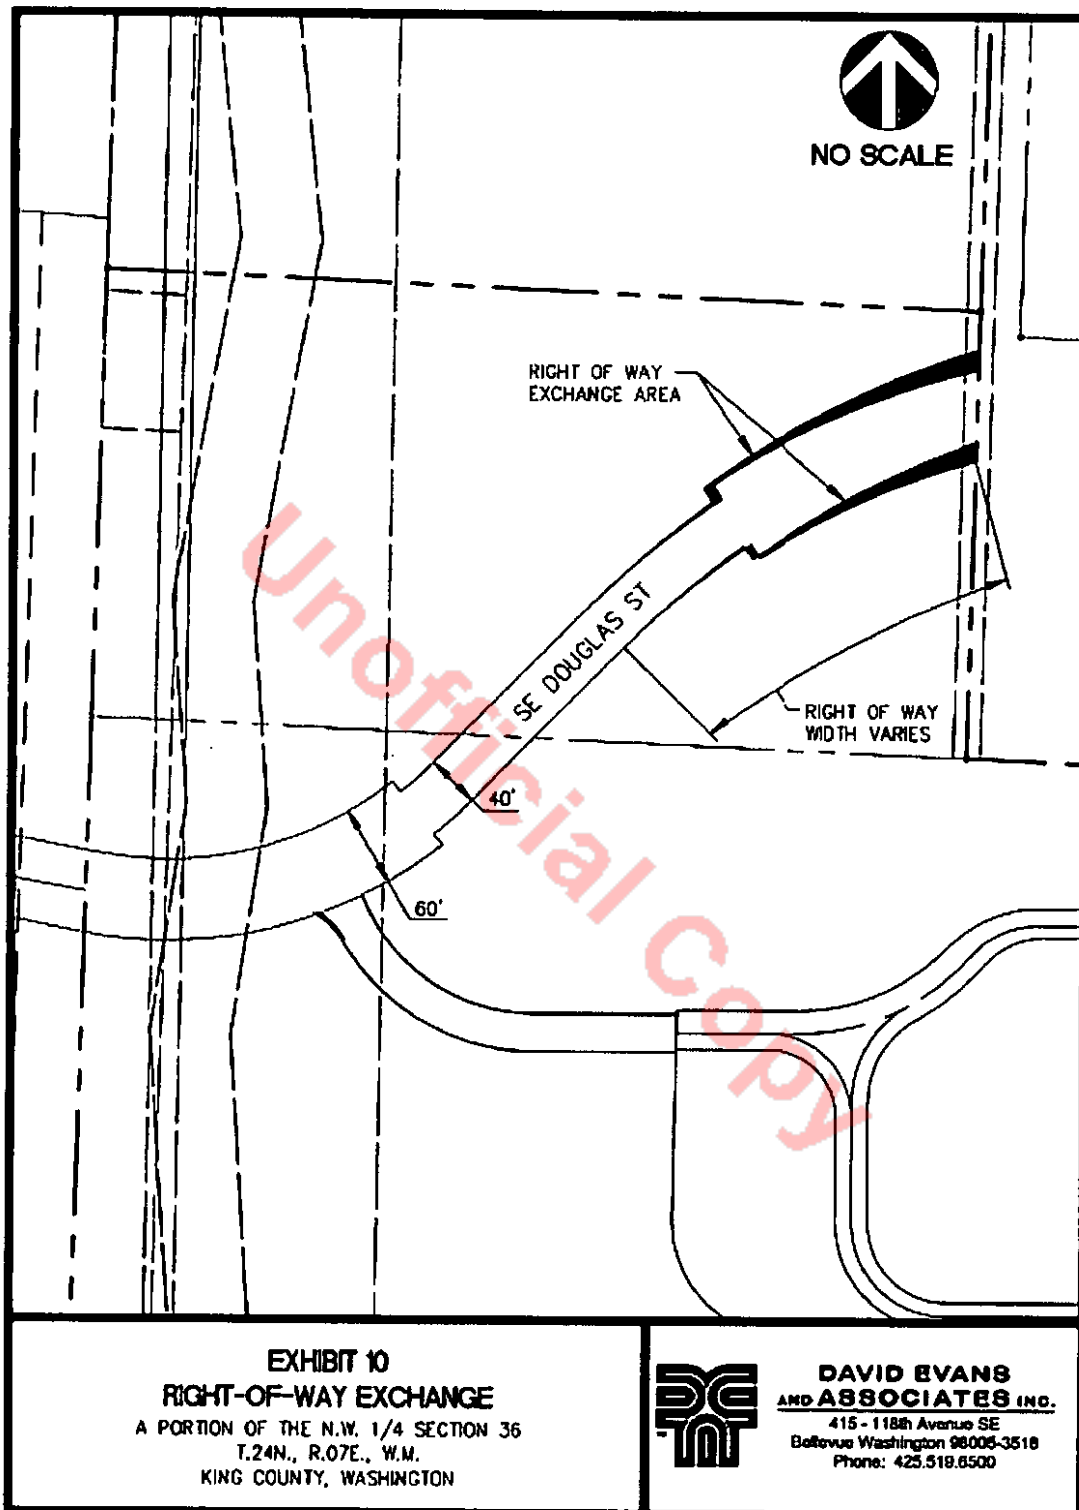 NO SCALE
RIGHT OF WAY
EXCHANGE AREA
SE DOUGLAS ST
RIGHT OF WAY
WIDTH VARIES
40'
60'
Unofficial Copy
EXHIBIT 10
RIGHT-OF-WAY EXCHANGE
A PORTION OF THE N.W. 1/4 SECTION 36
T.24N., R.07E., W.M.
KING COUNTY, WASHINGTON
DAVID EVANS
AND ASSOCIATES INC.
415 - 118th Avenue SE
Bellevue Washington 98005-3518
Phone: 425.519.6500